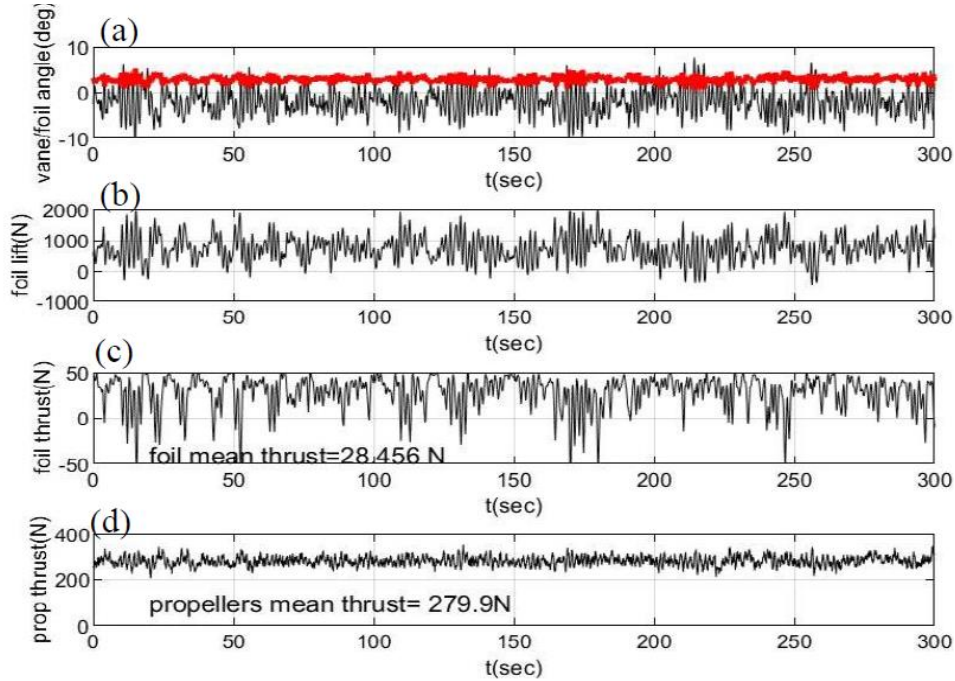 (a)
vane/foil angle(deg)
10
0
-10
0 50 100 150 200 250 300
t(sec)
(b)
foil lift(N)
2000
1000
0
-1000
0 50 100 150 200 250 300
t(sec)
(c)
foil thrust(N)
50
0
-50
foil mean thrust=28.456 N
0 50 100 150 200 250 300
t(sec)
(d)
prop thrust(N)
400
200
0
propellers mean thrust= 279.9N
0 50 100 150 200 250 300
t(sec)